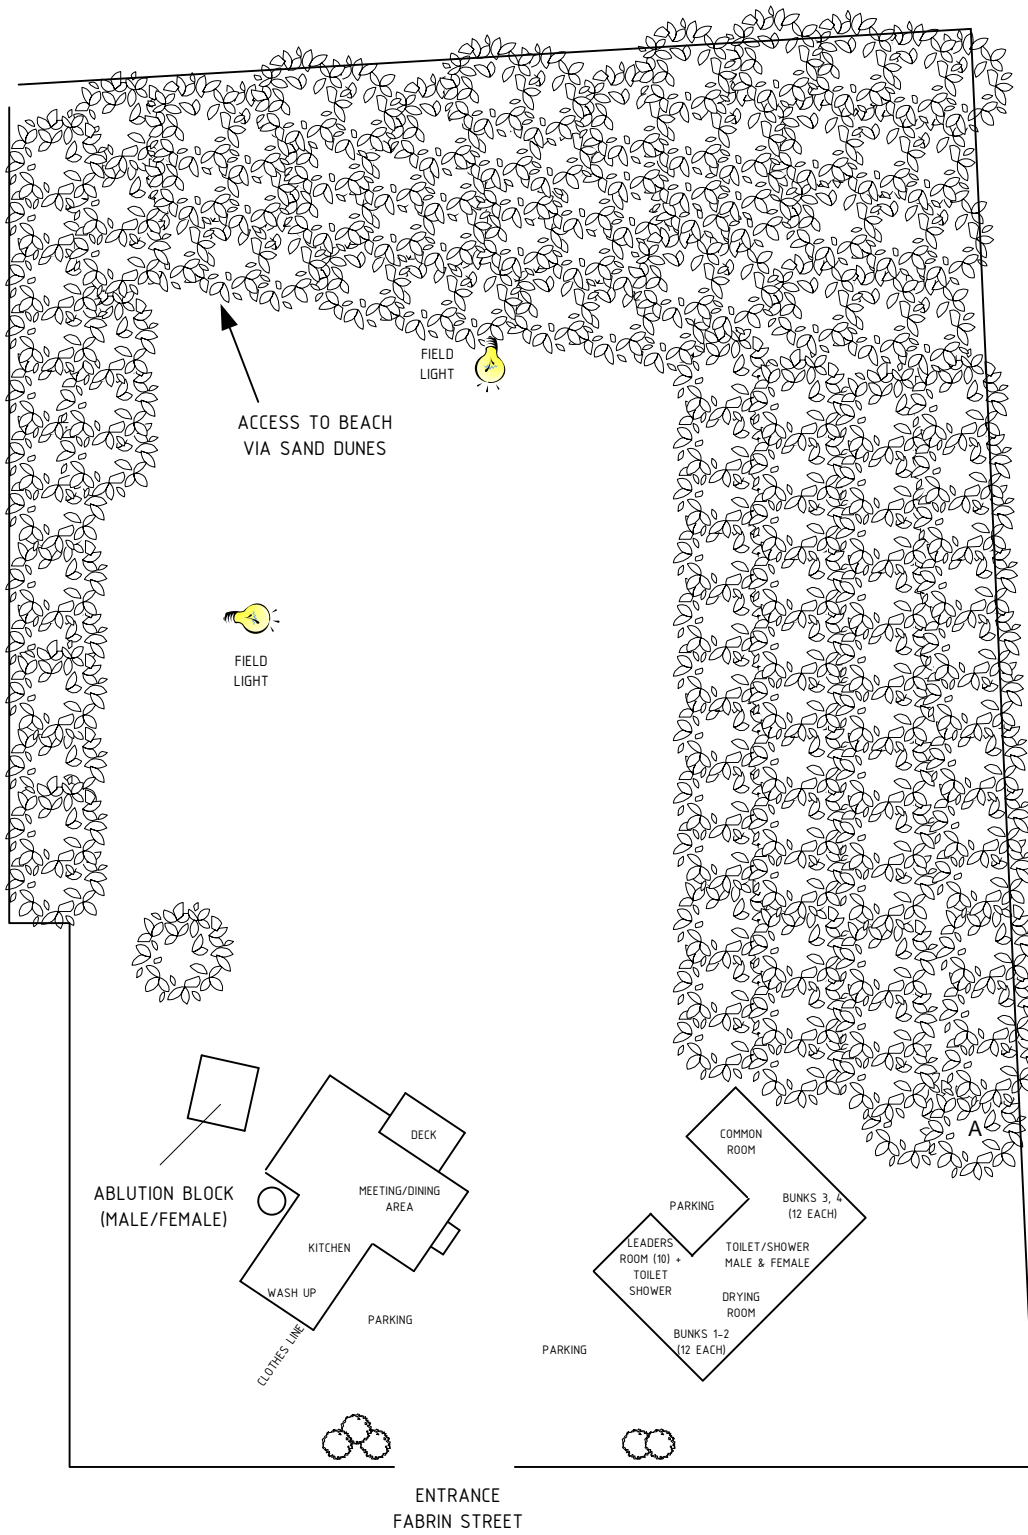 FIELD
LIGHT
ACCESS TO BEACH
VIA SAND DUNES
FIELD
LIGHT
A
DECK
COMMON
ROOM
ABLUTION BLOCK
(MALE/FEMALE)
MEETING/DINING
AREA
PARKING
BUNKS 3, 4
(12 EACH)
KITCHEN
LEADERS
ROOM (10) +
TOILET
SHOWER
TOILET/SHOWER
MALE & FEMALE
WASH UP
DRYING
ROOM
PARKING
CLOTHES LINE
PARKING
BUNKS 1-2
(12 EACH)
ENTRANCE
FABRIN STREET